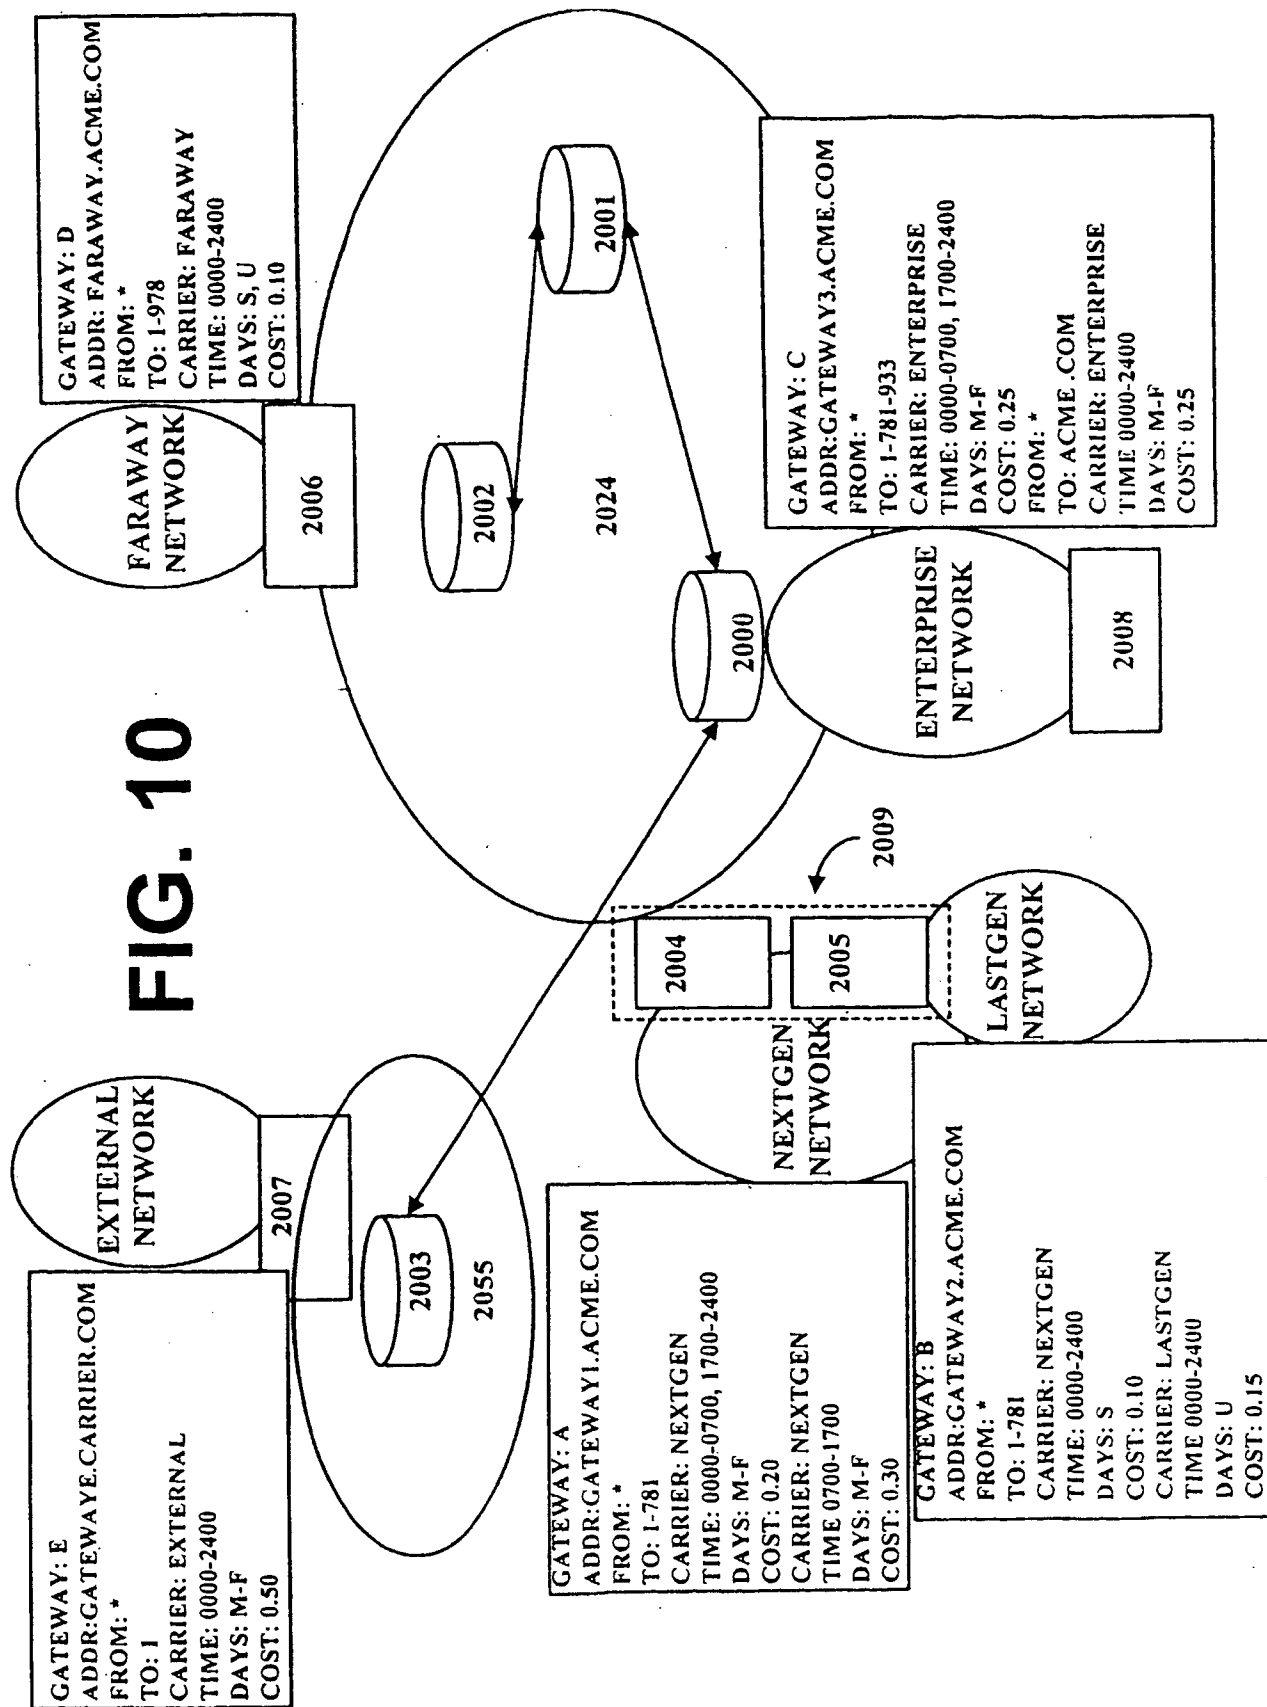 FIG. 10
GATEWAY: E
ADDR:GATEWAYE.CARRIER.COM
FROM: *
TO: 1
CARRIER: EXTERNAL
TIME: 0000-2400
DAYS: M-F
COST: 0.50
EXTERNAL
NETWORK
2007
2003
2055
FARAWAY
NETWORK
2006
GATEWAY: D
ADDR: FARAWAY.ACME.COM
FROM: *
TO: 1-978
CARRIER: FARAWAY
TIME: 0000-2400
DAYS: S, U
COST: 0.10
2002
2001
2024
2000
GATEWAY: A
ADDR:GATEWAY1.ACME.COM
FROM: *
TO: 1-781
CARRIER: NEXTGEN
TIME: 0000-0700, 1700-2400
DAYS: M-F
COST: 0.20
CARRIER: NEXTGEN
TIME 0700-1700
DAYS: M-F
COST: 0.30
NEXTGEN
NETWORK
2004
2005
2009
LASTGEN
NETWORK
GATEWAY: B
ADDR:GATEWAY2.ACME.COM
FROM: *
TO: 1-781
CARRIER: NEXTGEN
TIME: 0000-2400
DAYS: S
COST: 0.10
CARRIER: LASTGEN
TIME 0000-2400
DAYS: U
COST: 0.15
ENTERPRISE
NETWORK
2008
GATEWAY: C
ADDR:GATEWAY3.ACME.COM
FROM: *
TO: 1-781-933
CARRIER: ENTERPRISE
TIME: 0000-0700, 1700-2400
DAYS: M-F
COST: 0.25
FROM: *
TO: ACME.COM
CARRIER: ENTERPRISE
TIME 0000-2400
DAYS: M-F
COST: 0.25